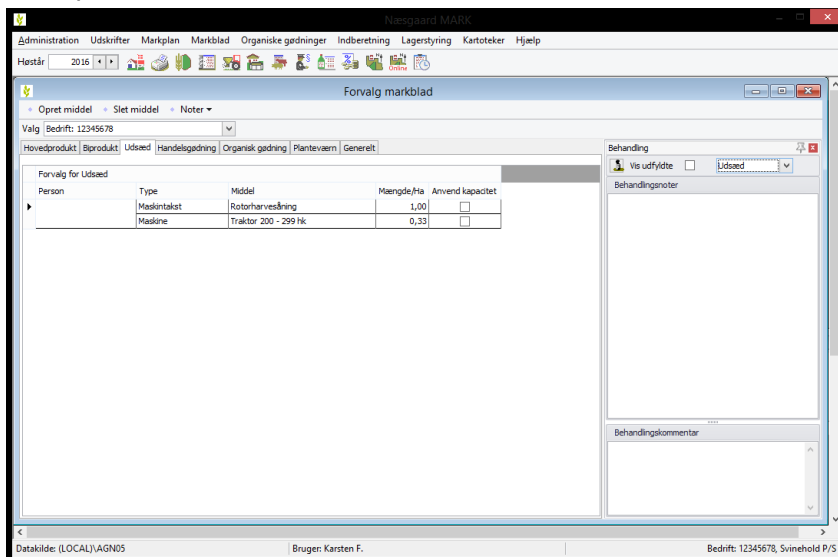 Næsgaard MARK
Administration Udskrifter Markplan Markblad Organiske gødninger Indberetning Lagerstyring Kartoteker Hjælp
Høstår 2016
Online
Forvalg markblad
Opret middel Slet middel Noter
Valg Bedrift: 12345678
Hovedprodukt Biprodukt Udsæd Handelsgødning Organisk gødning Planteværn Generelt
Forvalg for Udsæd
Person Type Middel Mængde/Ha Anvend kapacitet
Maskintakst Rotorharvesåning 1,00
Maskine Traktor 200 - 299 hk 0,33
Behandling
Vis udfyldte Udsæd
Behandlingsnoter
Behandlingskommentar
Datakilde: (LOCAL)\AGN05 Bruger: Karsten F. Bedrift: 12345678, Svinehold P/S